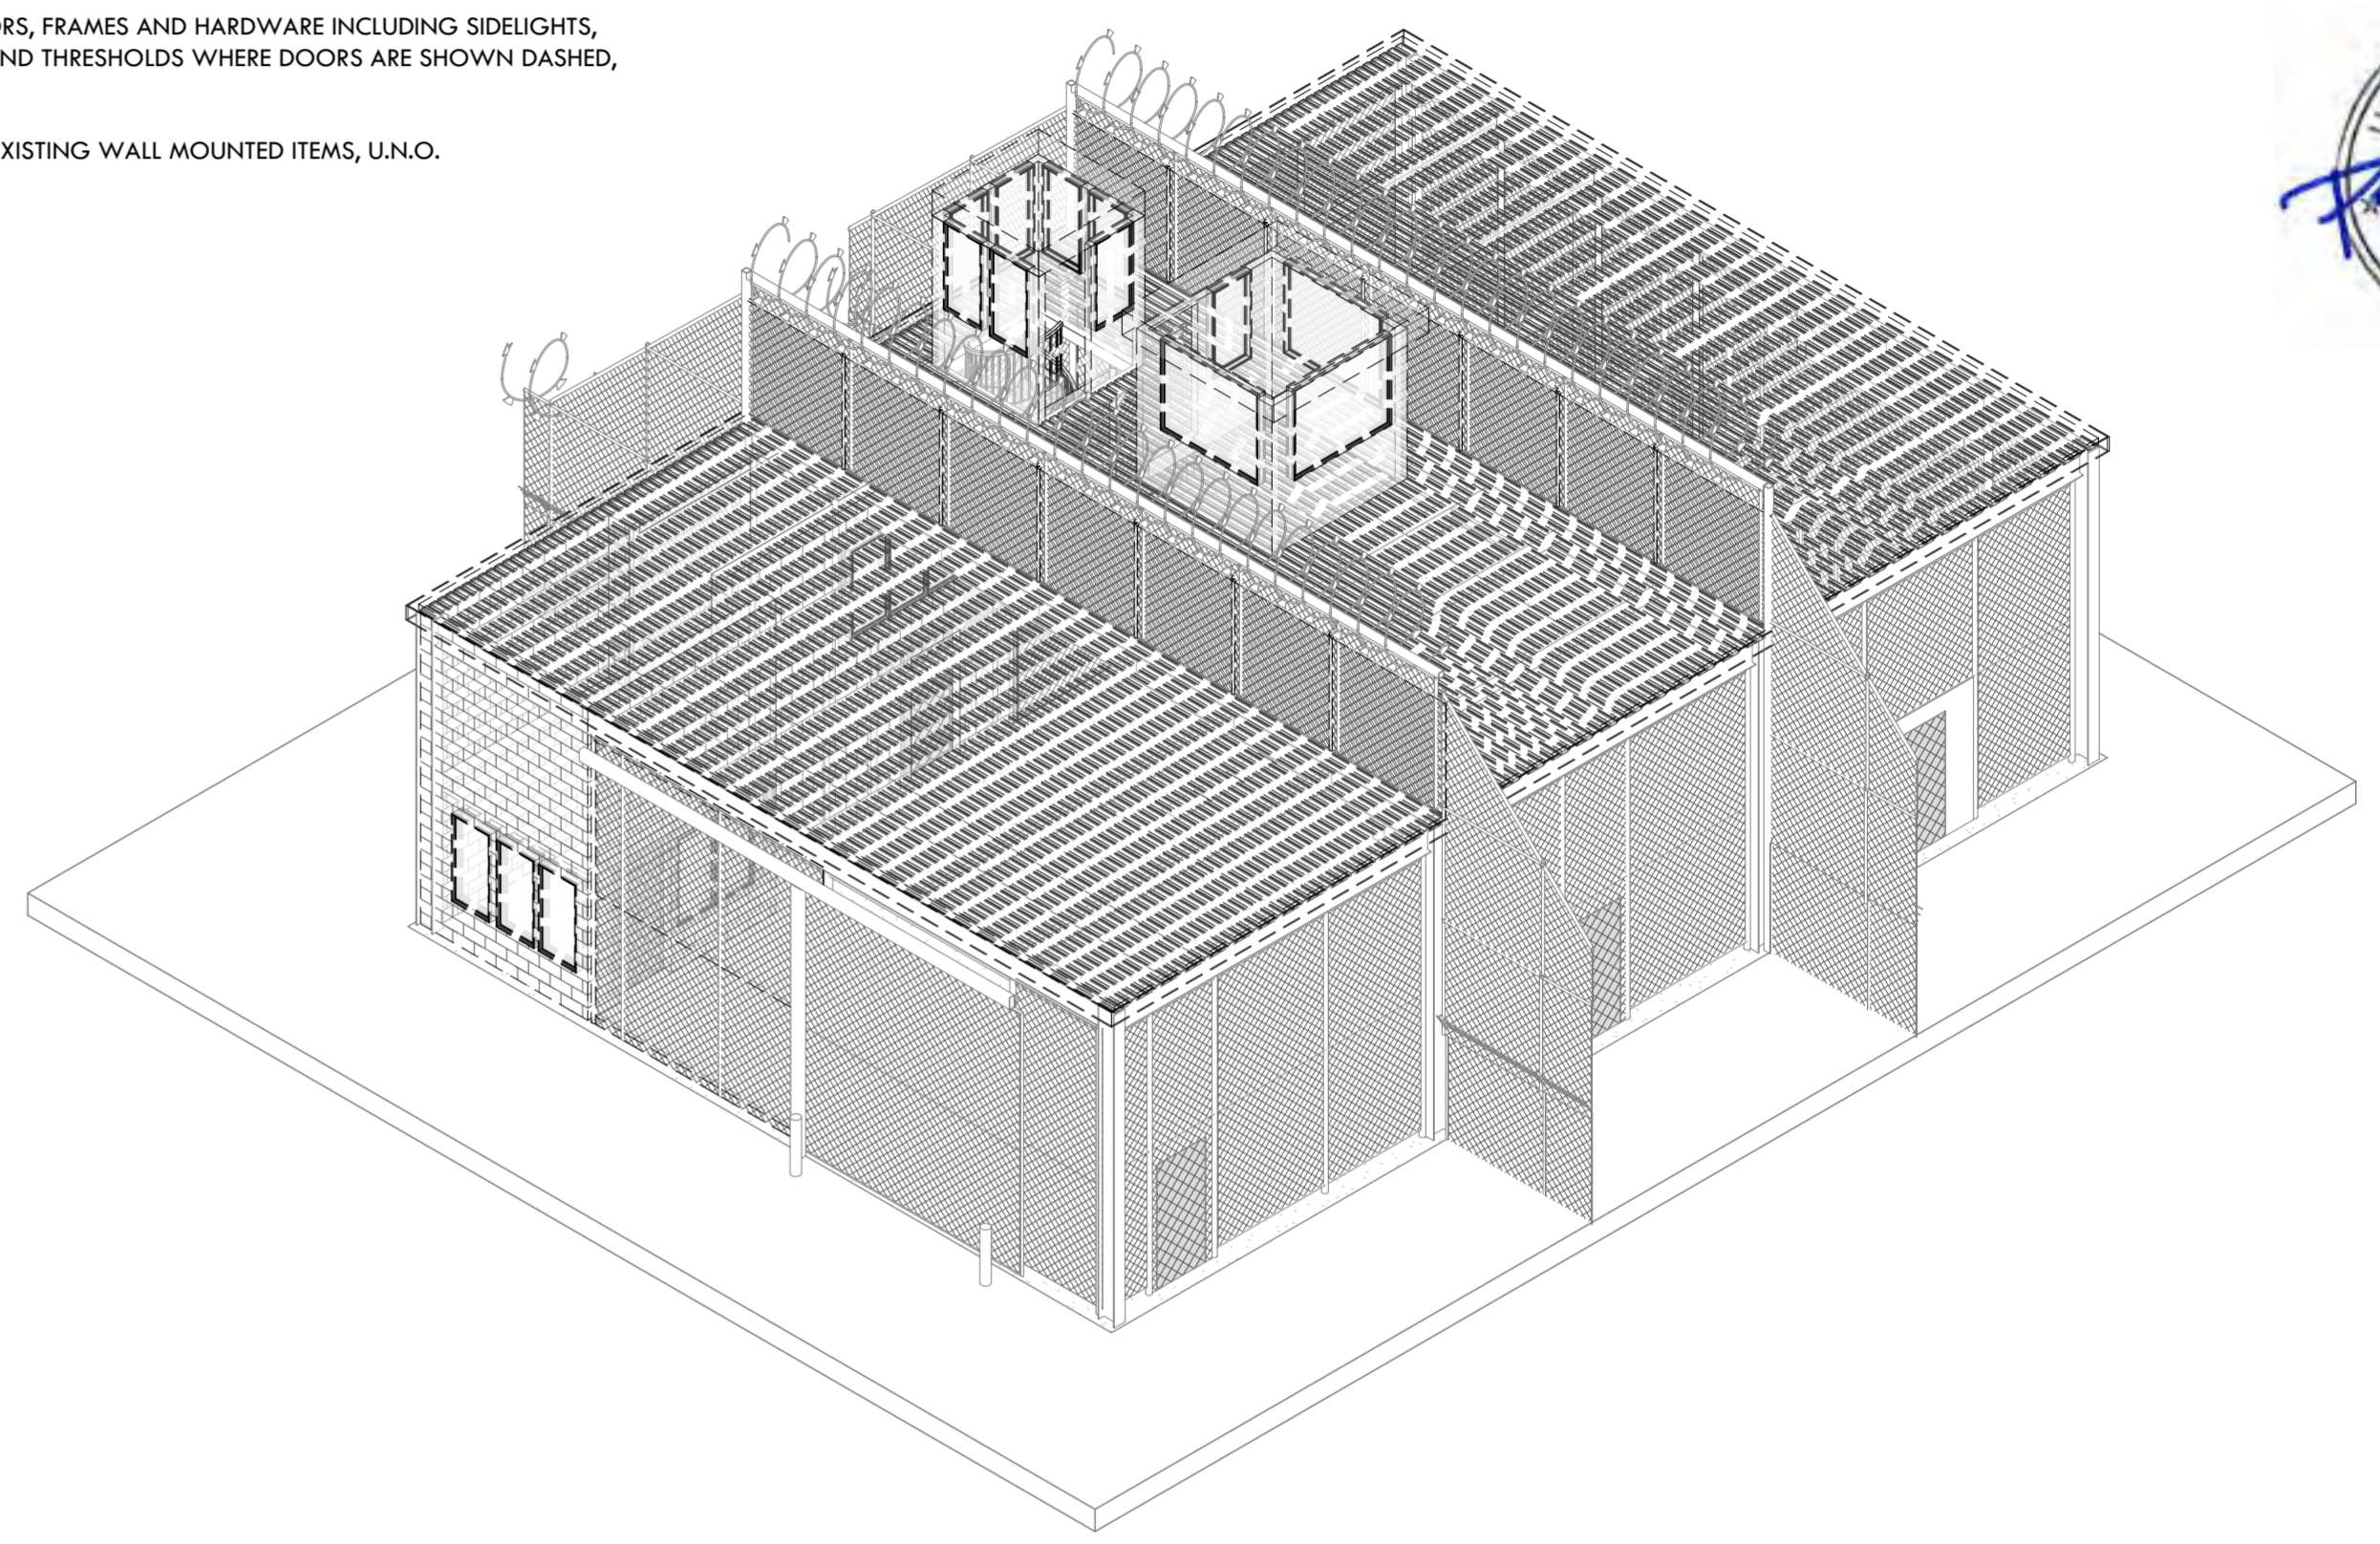 ORS, FRAMES AND HARDWARE INCLUDING SIDELIGHTS,
ND THRESHOLDS WHERE DOORS ARE SHOWN DASHED,
XISTING WALL MOUNTED ITEMS, U.N.O.